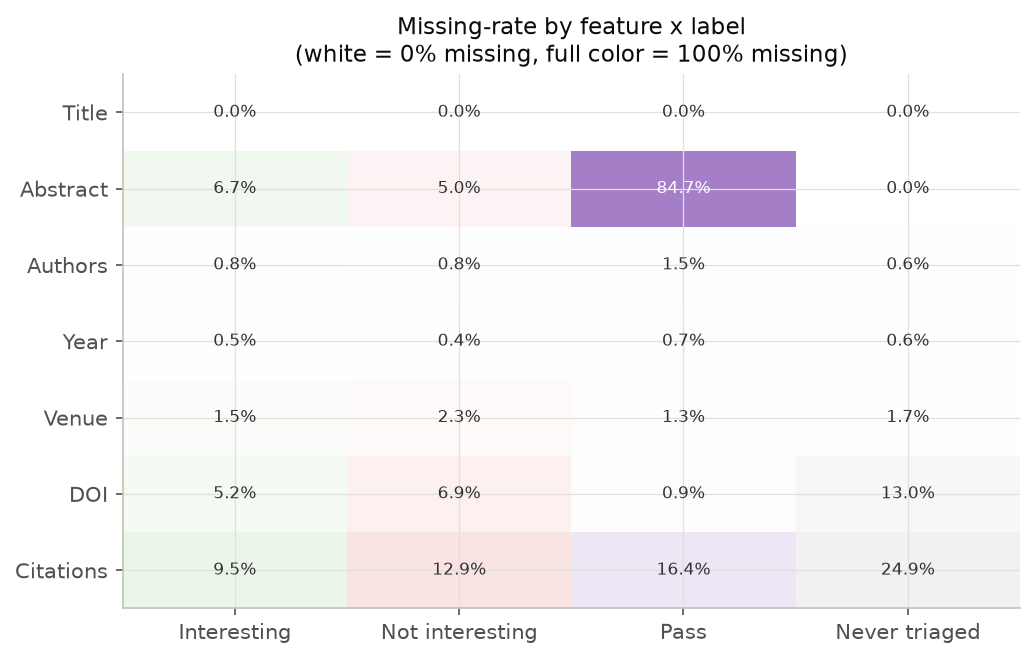 Missing-rate by feature x label
(white = 0% missing, full color = 100% missing)
Title 0.0% 0.0% 0.0% 0.0%
Abstract 6.7% 5.0% 84.7% 0.0%
Authors 0.8% 0.8% 1.5% 0.6%
Year 0.5% 0.4% 0.7% 0.6%
Venue 1.5% 2.3% 1.3% 1.7%
DOI 5.2% 6.9% 0.9% 13.0%
Citations 9.5% 12.9% 16.4% 24.9%
Interesting Not interesting Pass Never triaged